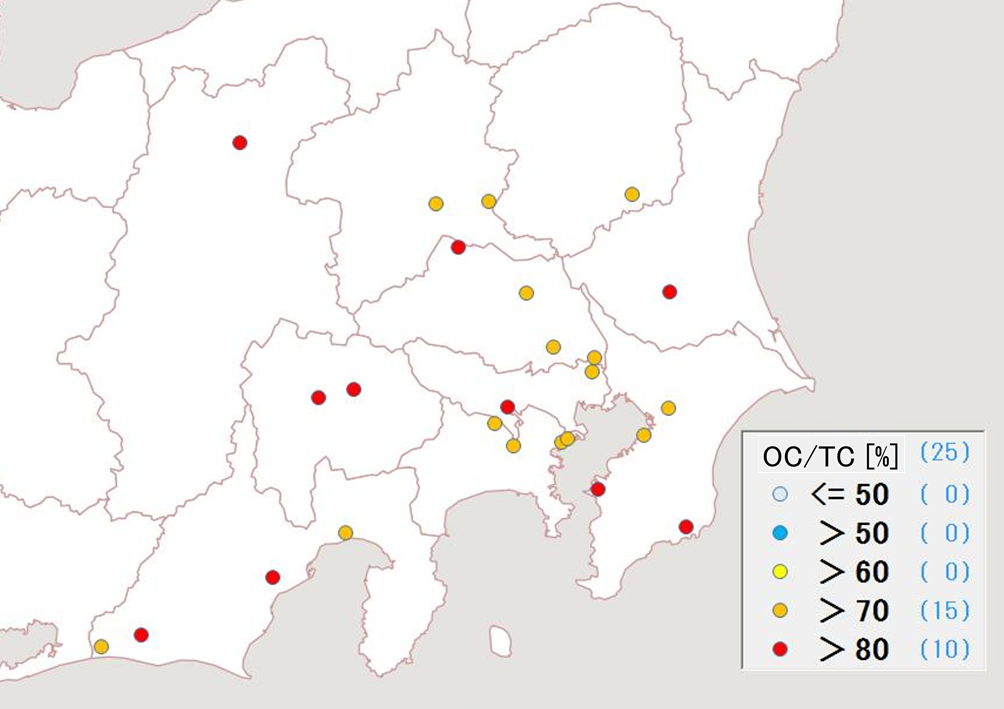 OC/TC [%] (25)
<= 50 ( 0)
> 50 ( 0)
> 60 ( 0)
> 70 (15)
> 80 (10)